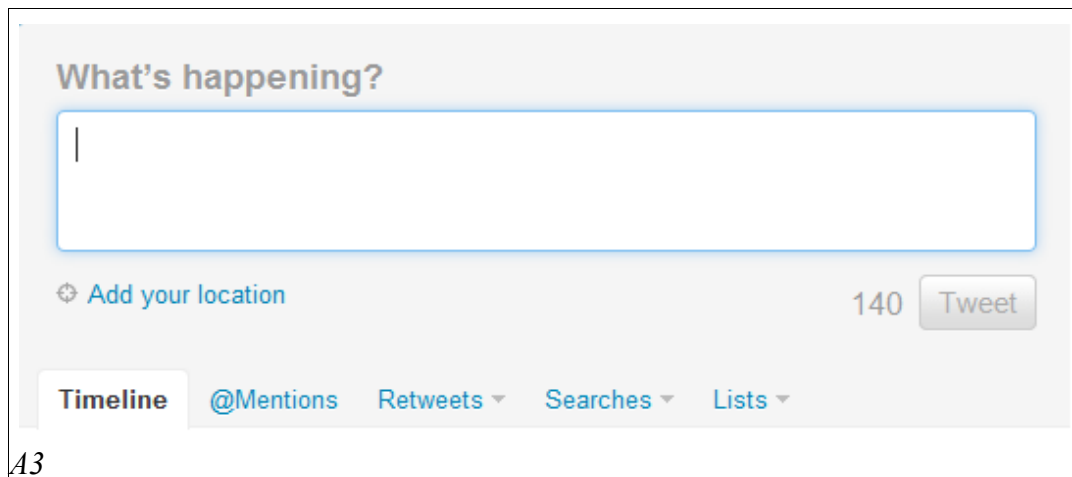 What's happening?
Add your location
140 Tweet
Timeline @Mentions Retweets Searches Lists
A3